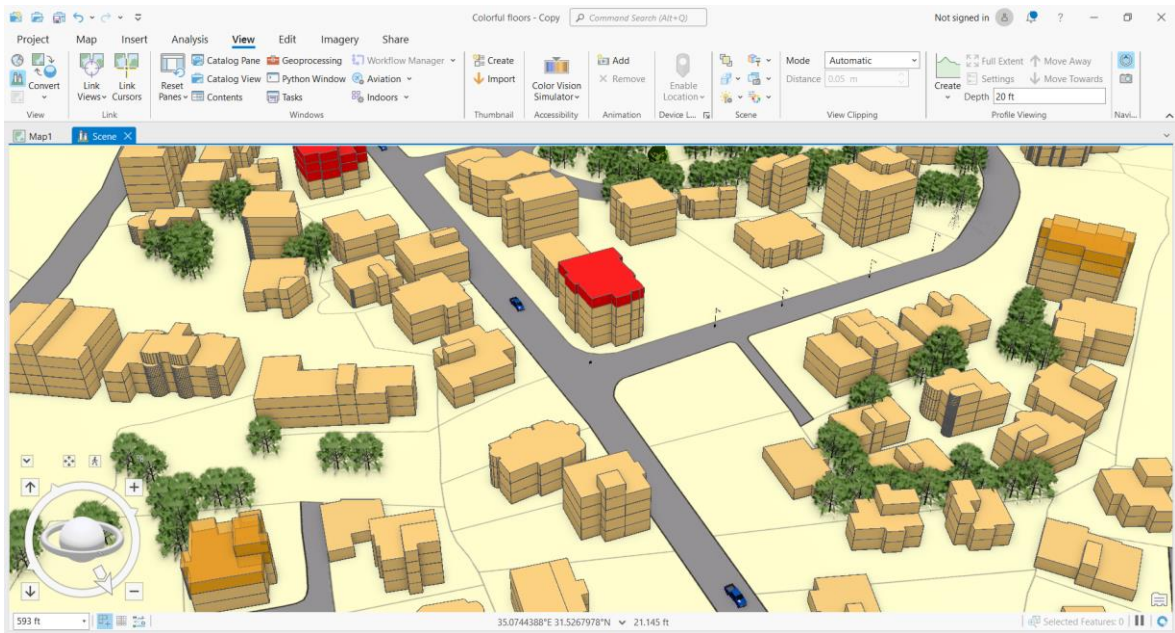 Colorful floors - Copy
Command Search (Alt+Q)
Not signed in
?
Project Map Insert Analysis View Edit Imagery Share
Convert
Link Views
Link Cursors
Reset Panes
Catalog Pane
Catalog View
Contents
Geoprocessing
Python Window
Tasks
Workflow Manager
Aviation
Indoors
Create
Import
Color Vision Simulator
Add
Remove
Enable Location
Mode Automatic
Distance 0.05 m
Create
Full Extent
Settings
Depth 20 ft
Move Away
Move Towards
View Link Windows Thumbnail Accessibility Animation Device L... Scene View Clipping Profile Viewing Navi...
Map1 Scene
593 ft
35.0744388°E 31.5267978°N 21.145 ft
Selected Features: 0